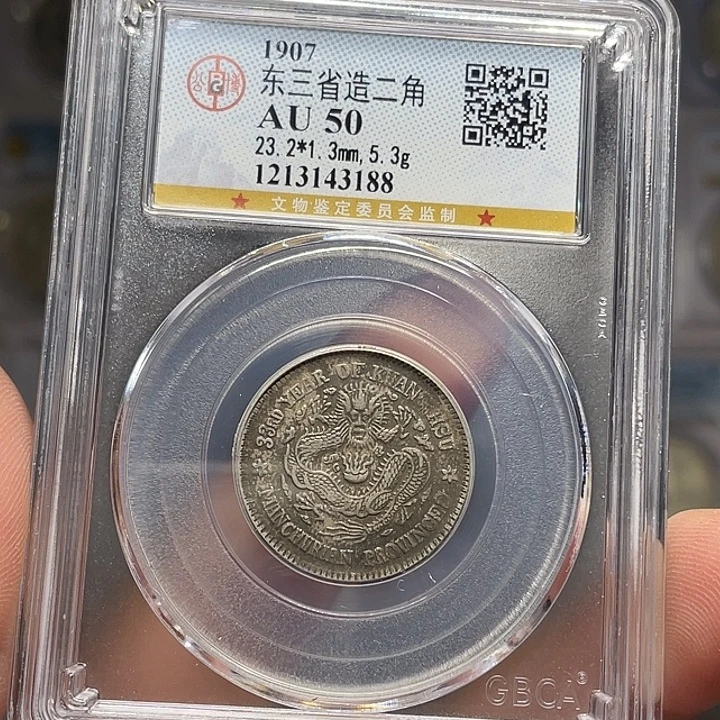 1907
东三省造二角
AU 50
23.2*1.3mm, 5.3g
1213143188
文物鉴定委员会监制
33RD YEAR OF KUAN HSU
MANCHURIAN PROVINCES
GBCA